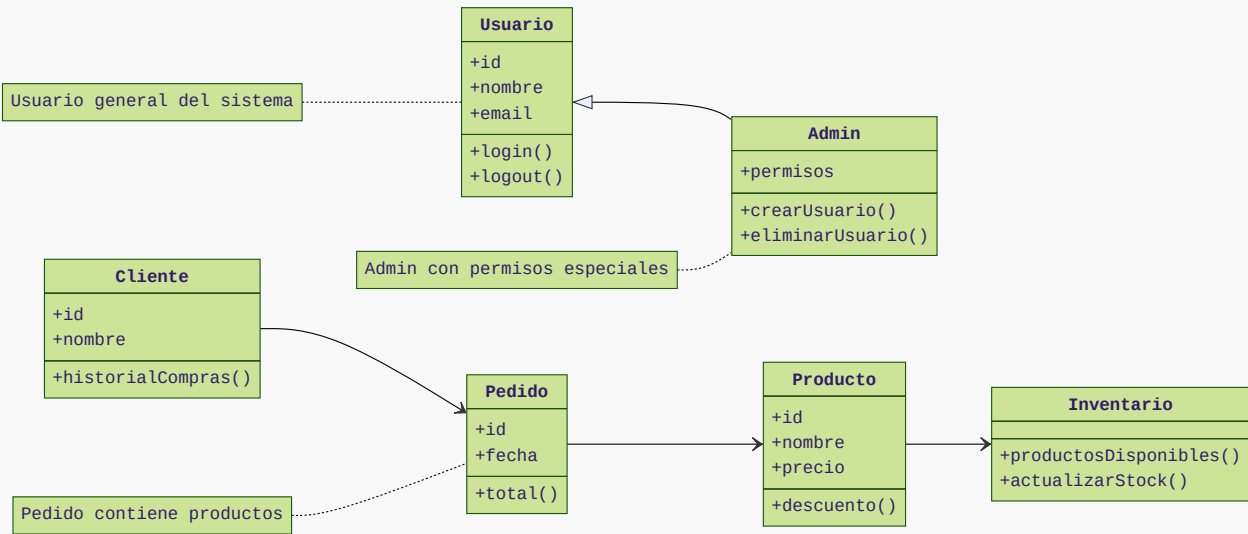 Usuario
+id
+nombre
+email
+login()
+logout()
Usuario general del sistema
Admin
+permisos
+crearUsuario()
+eliminarUsuario()
Admin con permisos especiales
Cliente
+id
+nombre
+historialCompras()
Pedido
+id
+fecha
+total()
Pedido contiene productos
Producto
+id
+nombre
+precio
+descuento()
Inventario
+productosDisponibles()
+actualizarStock()